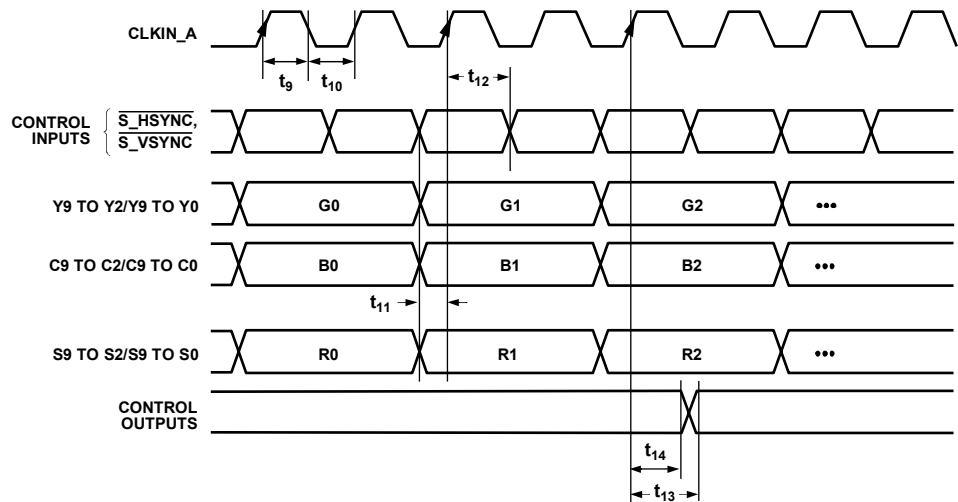 CLKIN_A
t9
t10
t12
CONTROL INPUTS
S_HSYNC,
S_VSYNC
Y9 TO Y2/Y9 TO Y0
G0
G1
G2
•••
C9 TO C2/C9 TO C0
B0
B1
B2
•••
t11
S9 TO S2/S9 TO S0
R0
R1
R2
•••
CONTROL
OUTPUTS
t14
t13